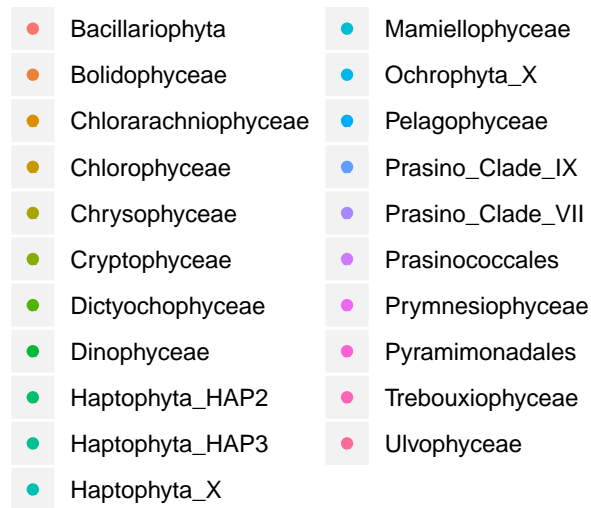 Bacillariophyta
Bolidophyceae
Chlorarachniophyceae
Chlorophyceae
Chrysophyceae
Cryptophyceae
Dictyochophyceae
Dinophyceae
Haptophyta_HAP2
Haptophyta_HAP3
Haptophyta_X
Mamiellophyceae
Ochrophyta_X
Pelagophyceae
Prasino_Clade_IX
Prasino_Clade_VII
Prasinococcales
Prymnesiophyceae
Pyramimonadales
Trebouxiophyceae
Ulvophyceae